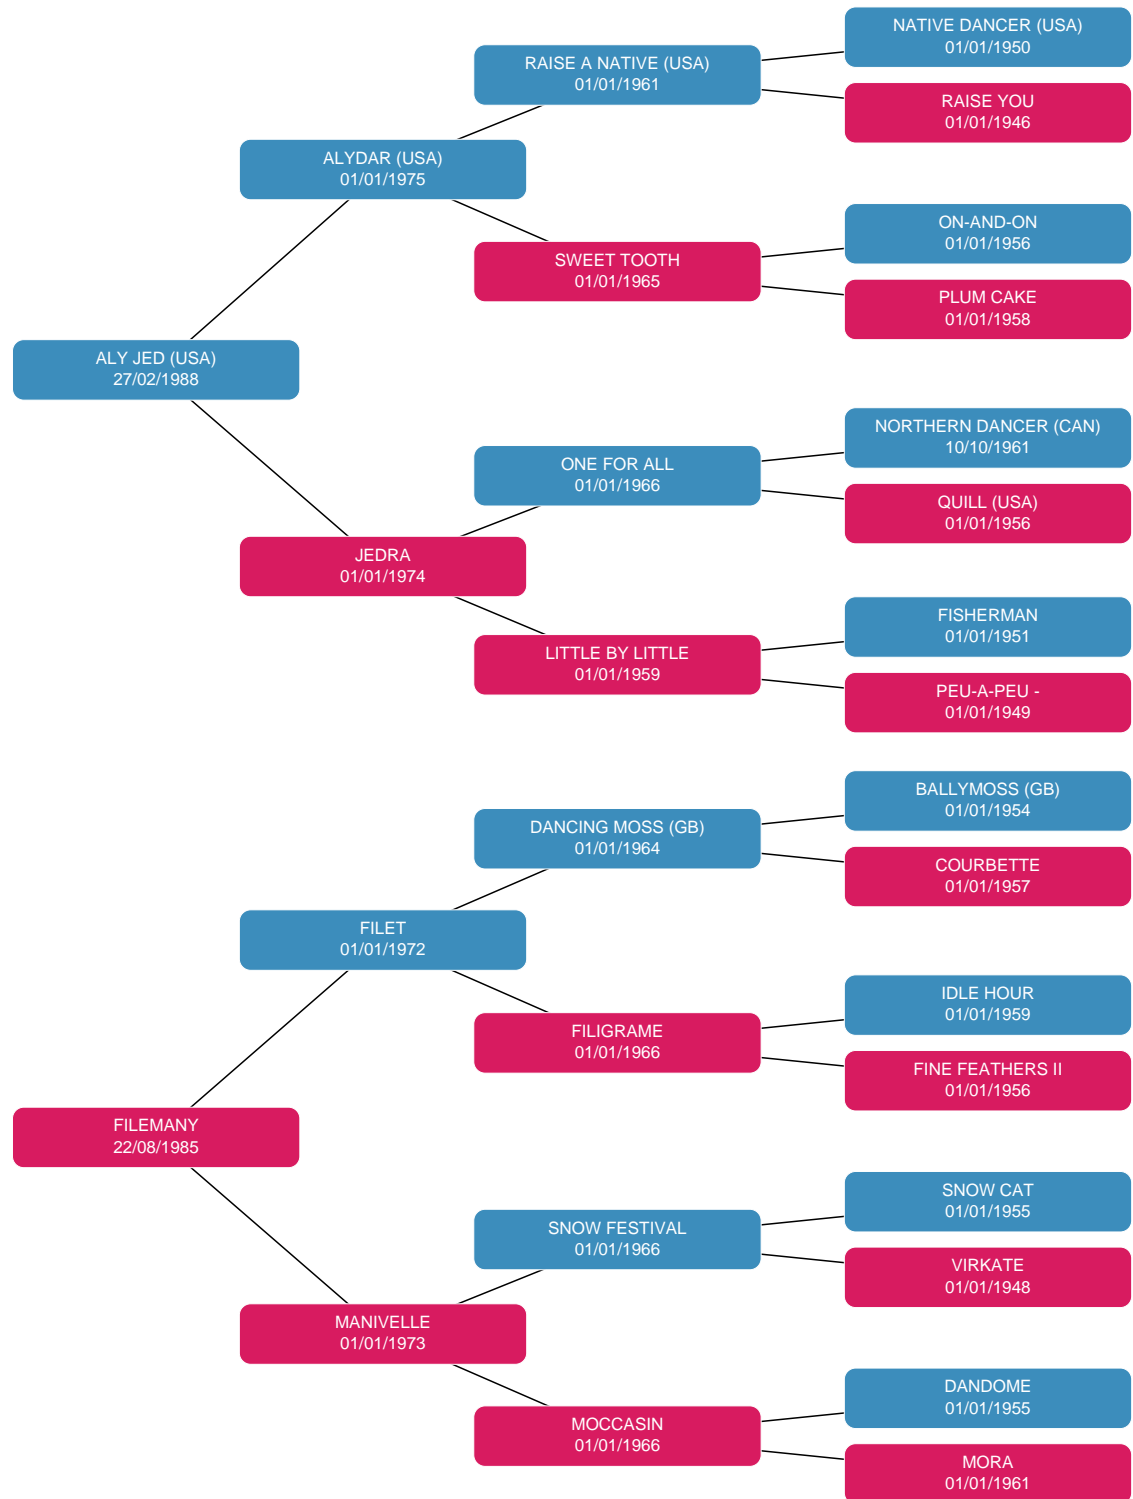 NATIVE DANCER (USA)
01/01/1950
RAISE A NATIVE (USA)
01/01/1961
RAISE YOU
01/01/1946
ALYDAR (USA)
01/01/1975
ON-AND-ON
01/01/1956
SWEET TOOTH
01/01/1965
PLUM CAKE
01/01/1958
ALY JED (USA)
27/02/1988
NORTHERN DANCER (CAN)
10/10/1961
ONE FOR ALL
01/01/1966
QUILL (USA)
01/01/1956
JEDRA
01/01/1974
FISHERMAN
01/01/1951
LITTLE BY LITTLE
01/01/1959
PEU-A-PEU -
01/01/1949
BALLYMOSS (GB)
01/01/1954
DANCING MOSS (GB)
01/01/1964
COURBETTE
01/01/1957
FILET
01/01/1972
IDLE HOUR
01/01/1959
FILIGRAME
01/01/1966
FINE FEATHERS II
01/01/1956
FILEMANY
22/08/1985
SNOW CAT
01/01/1955
SNOW FESTIVAL
01/01/1966
VIRKATE
01/01/1948
MANIVELLE
01/01/1973
DANDOME
01/01/1955
MOCCASIN
01/01/1966
MORA
01/01/1961